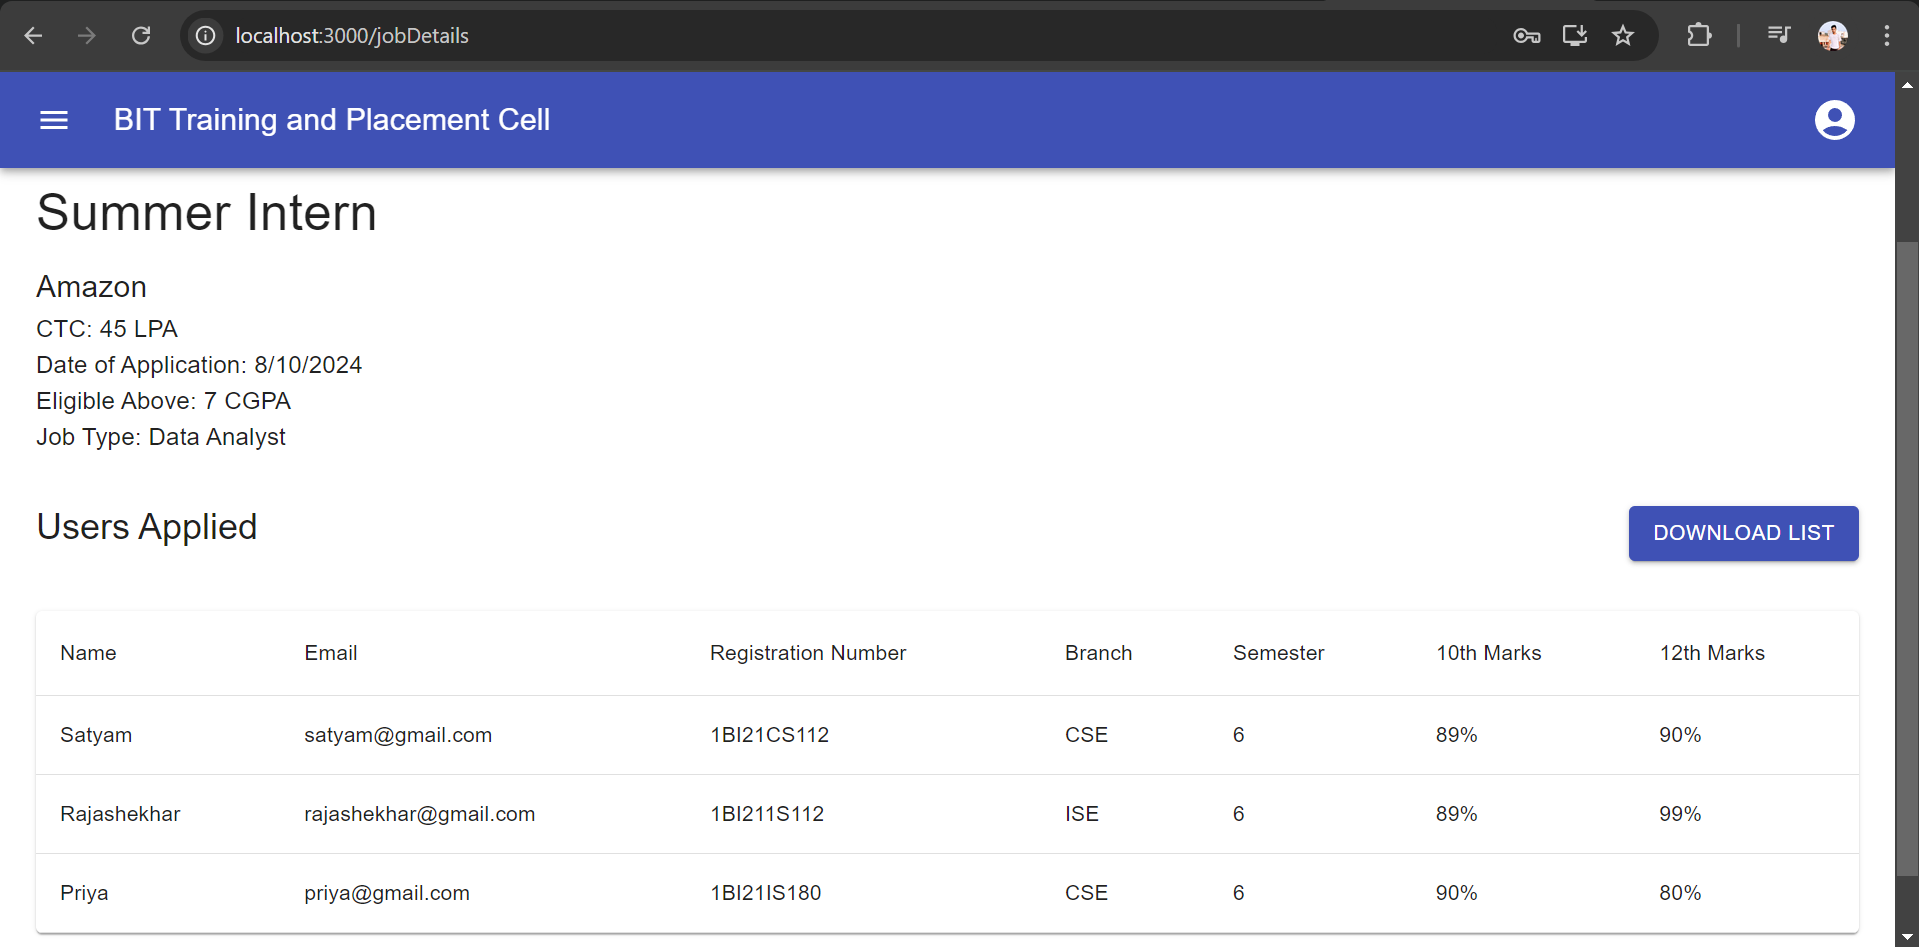 localhost:3000/jobDetails
BIT Training and Placement Cell
Summer Intern
Amazon
CTC: 45 LPA
Date of Application: 8/10/2024
Eligible Above: 7 CGPA
Job Type: Data Analyst
Users Applied
DOWNLOAD LIST
Name Email Registration Number Branch Semester 10th Marks 12th Marks
Satyam satyam@gmail.com 1BI21CS112 CSE 6 89% 90%
Rajashekhar rajashekhar@gmail.com 1BI211S112 ISE 6 89% 99%
Priya priya@gmail.com 1BI21IS180 CSE 6 90% 80%